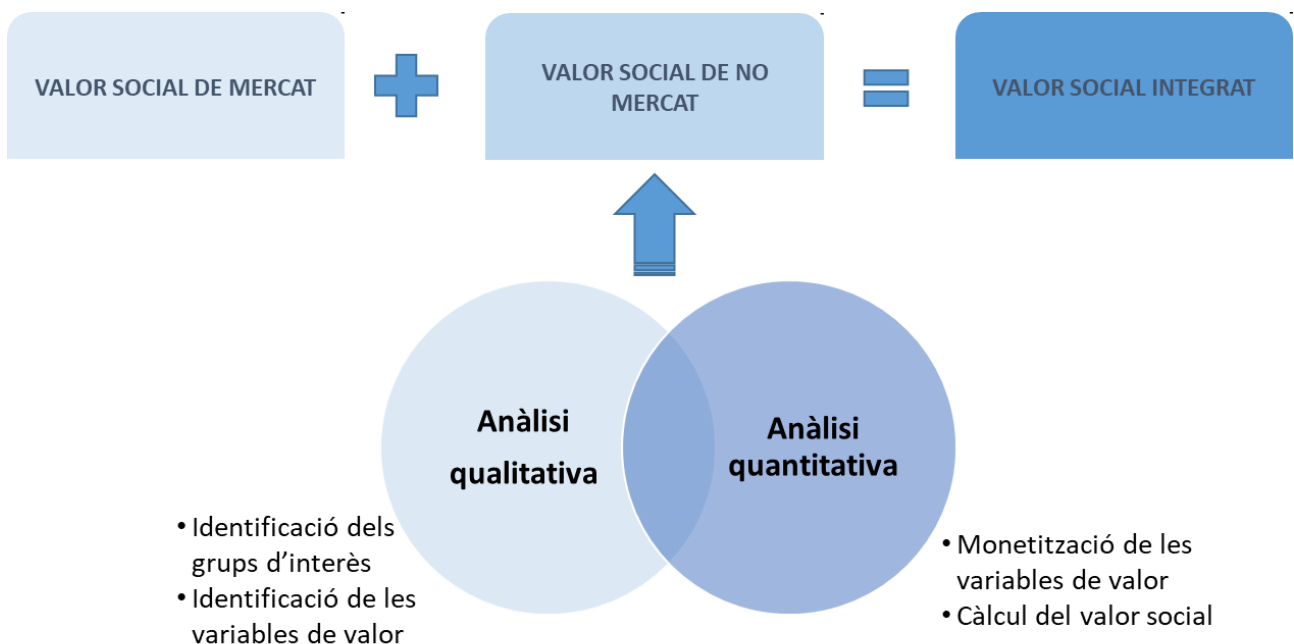 VALOR SOCIAL DE MERCAT
VALOR SOCIAL DE NO
MERCAT
VALOR SOCIAL INTEGRAT
Anàlisi
qualitativa
Anàlisi
quantitativa
• Identificació dels
grups d’interès
• Identificació de les
variables de valor
• Monetització de les
variables de valor
• Càlcul del valor social